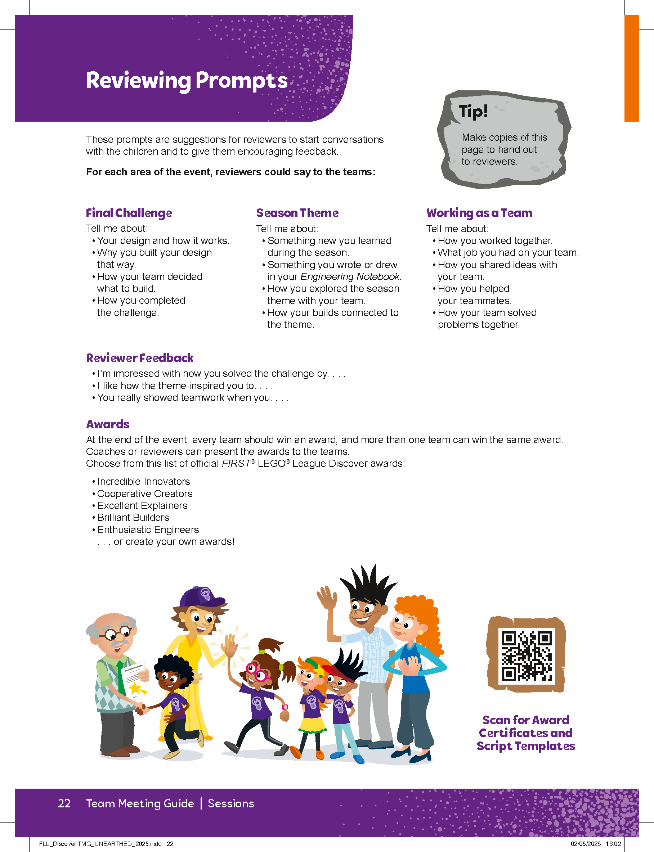 Reviewing Prompts
Tip!
Make copies of this
page to hand out
to reviewers.
These prompts are suggestions for reviewers to start conversations
with the children and to give them encouraging feedback.
For each area of the event, reviewers could say to the teams:
Final Challenge
Tell me about:
• Your design and how it works.
• Why you built your design
that way.
• How your team decided
what to build.
• How you completed
the challenge.
Season Theme
Tell me about:
• Something new you learned
during the season.
• Something you wrote or drew
in your Engineering Notebook.
• How you explored the season
theme with your team.
• How your builds connected to
the theme.
Working as a Team
Tell me about:
• How you worked together.
• What job you had on your team.
• How you shared ideas with
your team.
• How you helped
your teammates.
• How your team solved
problems together.
Reviewer Feedback
• I'm impressed with how you solved the challenge by. . . .
• I like how the theme inspired you to. . . .
• You really showed teamwork when you. . . .
Awards
At the end of the event, every team should win an award, and more than one team can win the same award.
Coaches or reviewers can present the awards to the teams.
Choose from this list of official FIRST® LEGO® League Discover awards:
• Incredible Innovators
• Cooperative Creators
• Excellent Explainers
• Brilliant Builders
• Enthusiastic Engineers
. . . or create your own awards!
Scan for Award
Certificates and
Script Templates
22 Team Meeting Guide | Sessions